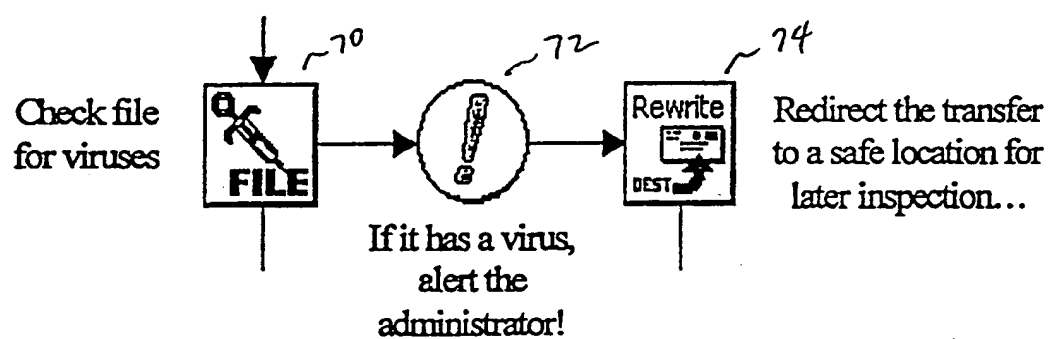 70
72
74
Check file
for viruses
FILE
Rewrite
DEST
Redirect the transfer
to a safe location for
later inspection...
If it has a virus,
alert the
administrator!